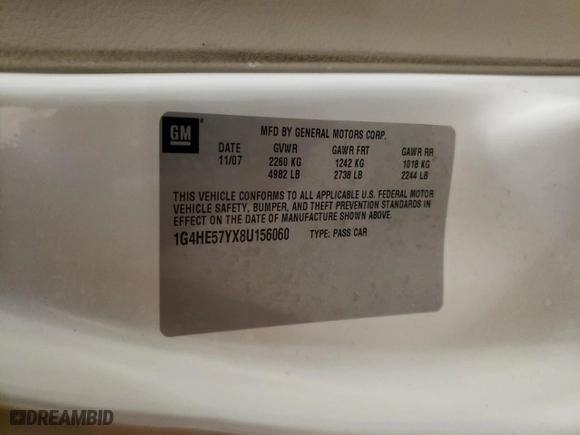 GM
MFD BY GENERAL MOTORS CORP.
DATE GVWR GAWR FRT GAWR RR
11/07 2260 KG 1242 KG 1018 KG
4982 LB 2738 LB 2244 LB
THIS VEHICLE CONFORMS TO ALL APPLICABLE U.S. FEDERAL MOTOR
VEHICLE SAFETY, BUMPER, AND THEFT PREVENTION STANDARDS IN
EFFECT ON THE DATE OF MANUFACTURE SHOWN ABOVE.
1G4HE57YX8U156060 TYPE: PASS CAR
DREAMBID